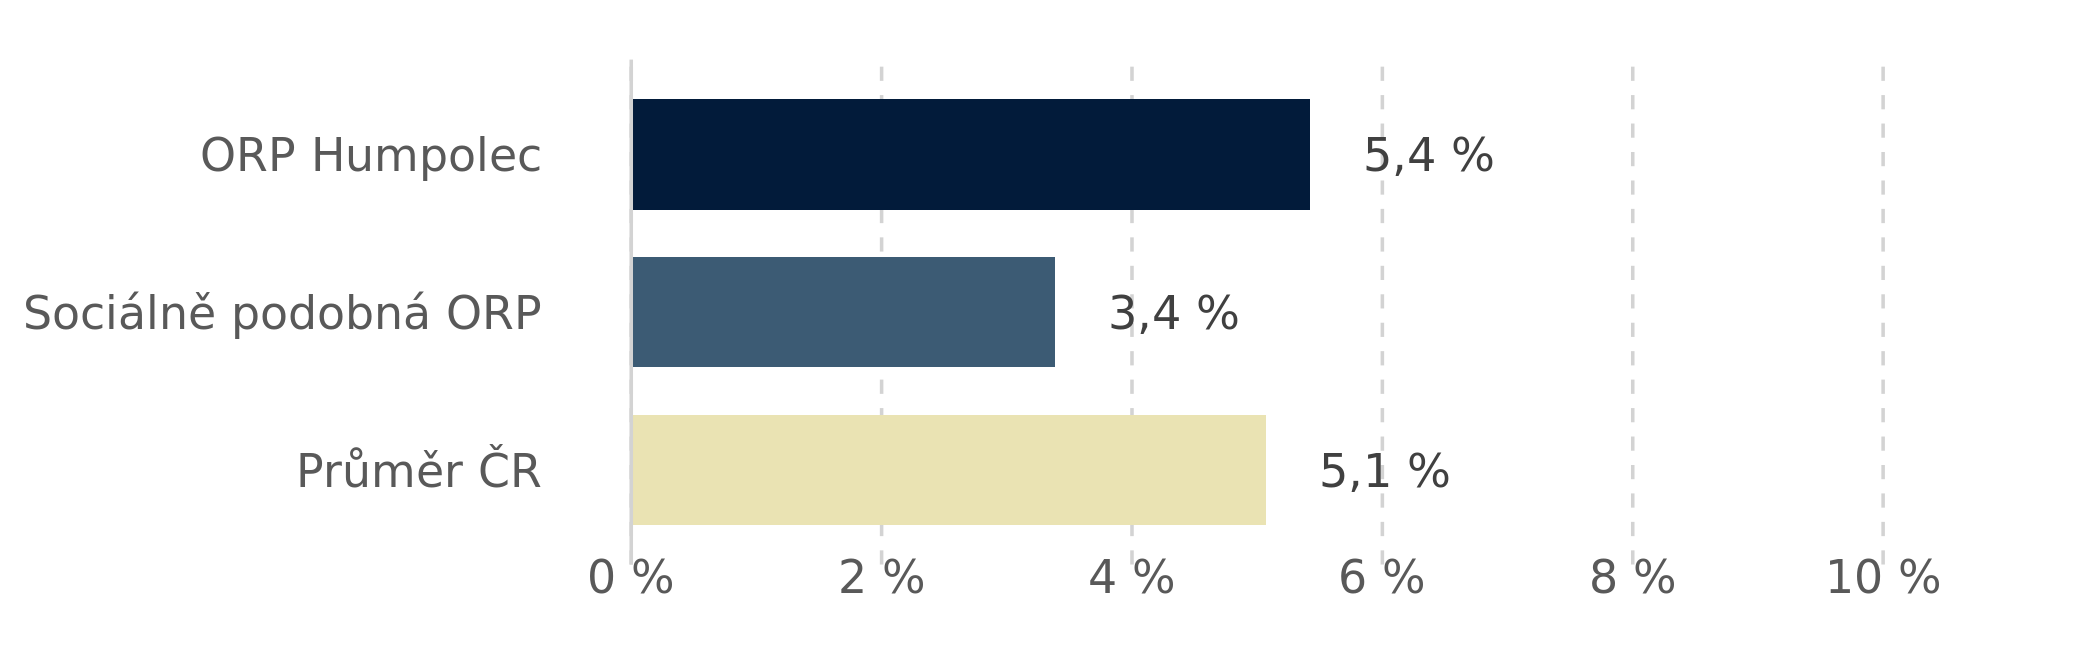 ORP Humpolec 5,4 %
Sociálně podobná ORP 3,4 %
Průměr ČR 5,1 %
0 % 2 % 4 % 6 % 8 % 10 %